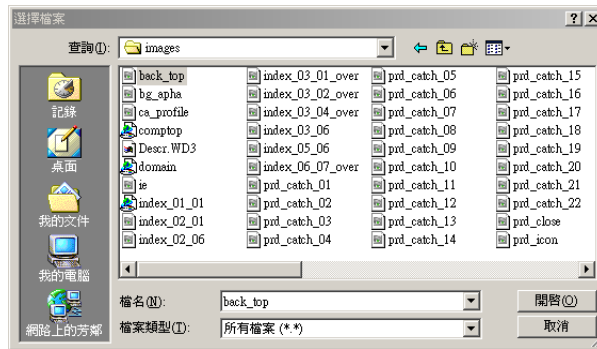 選擇檔案
查詢(I):
images
記錄
桌面
我的文件
我的電腦
網路上的芳鄰
back_top
bg_apha
ca_profile
comptop
Descr.WD3
domain
ie
index_01_01
index_02_01
index_02_06
index_03_01_over
index_03_02_over
index_03_04_over
index_03_06
index_05_06
index_06_07_over
prd_catch_01
prd_catch_02
prd_catch_03
prd_catch_04
prd_catch_05
prd_catch_06
prd_catch_07
prd_catch_08
prd_catch_09
prd_catch_10
prd_catch_11
prd_catch_12
prd_catch_13
prd_catch_14
prd_catch_15
prd_catch_16
prd_catch_17
prd_catch_18
prd_catch_19
prd_catch_20
prd_catch_21
prd_catch_22
prd_close
prd_icon
檔名(N):
back_top
開啓(O)
檔案類型(T):
所有檔案 (*.*)
取消